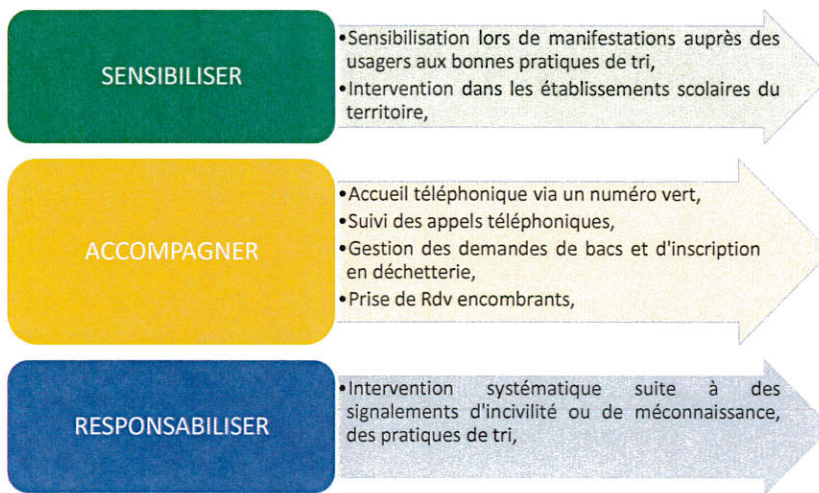 SENSIBILISER
•Sensibilisation lors de manifestations auprès des
usagers aux bonnes pratiques de tri,
•Intervention dans les établissements scolaires du
territoire,
ACCOMPAGNER
•Accueil téléphonique via un numéro vert,
•Suivi des appels téléphoniques,
•Gestion des demandes de bacs et d'inscription
en déchetterie,
•Prise de Rdv encombrants,
RESPONSABILISER
•Intervention systématique suite à des
signalements d'incivilité ou de méconnaissance,
des pratiques de tri,